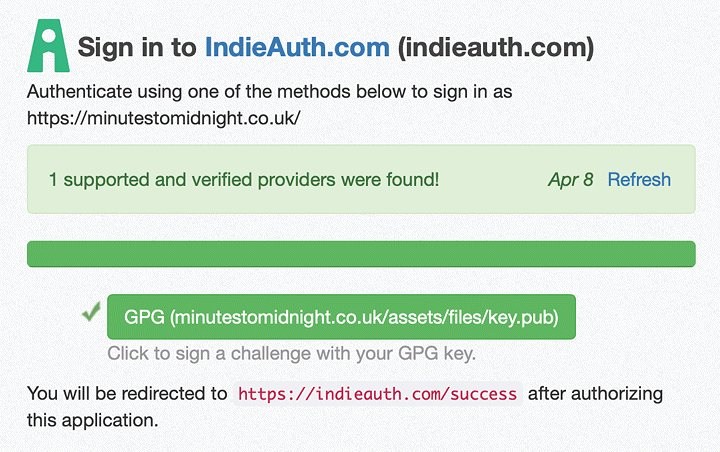 Sign in to IndieAuth.com (indieauth.com)
Authenticate using one of the methods below to sign in as
https://minutestomidnight.co.uk/
1 supported and verified providers were found! Apr 8 Refresh
GPG (minutestomidnight.co.uk/assets/files/key.pub)
Click to sign a challenge with your GPG key.
You will be redirected to https://indieauth.com/success after authorizing
this application.